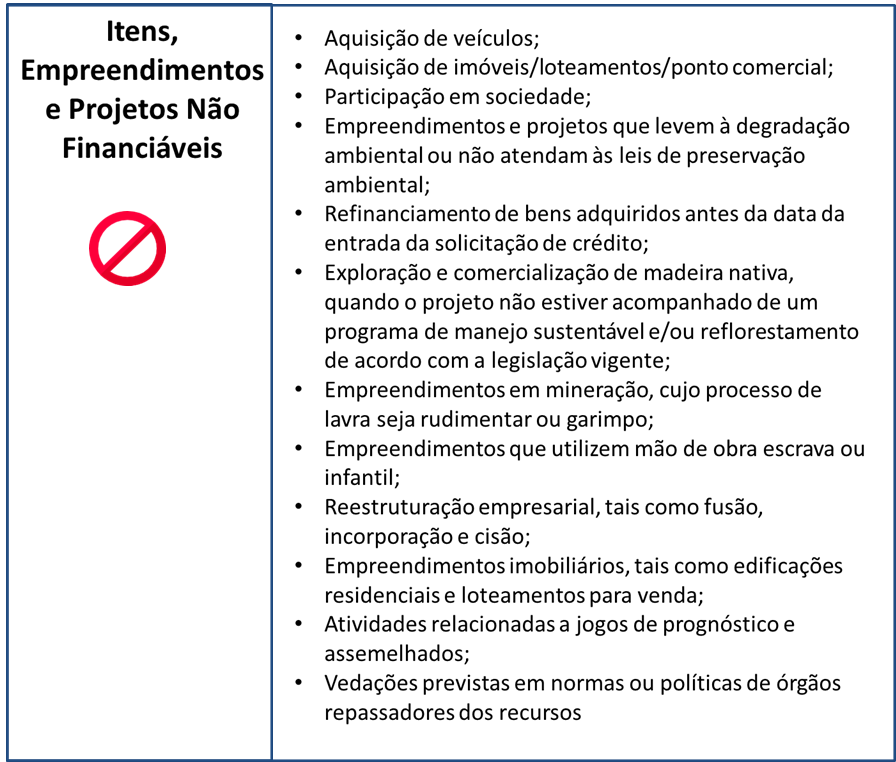 Itens,
Empreendimentos
e Projetos Não
Financiáveis
• Aquisição de veículos;
• Aquisição de imóveis/loteamentos/ponto comercial;
• Participação em sociedade;
• Empreendimentos e projetos que levem à degradação
ambiental ou não atendam às leis de preservação
ambiental;
• Refinanciamento de bens adquiridos antes da data da
entrada da solicitação de crédito;
• Exploração e comercialização de madeira nativa,
quando o projeto não estiver acompanhado de um
programa de manejo sustentável e/ou reflorestamento
de acordo com a legislação vigente;
• Empreendimentos em mineração, cujo processo de
lavra seja rudimentar ou garimpo;
• Empreendimentos que utilizem mão de obra escrava ou
infantil;
• Reestruturação empresarial, tais como fusão,
incorporação e cisão;
• Empreendimentos imobiliários, tais como edificações
residenciais e loteamentos para venda;
• Atividades relacionadas a jogos de prognóstico e
assemelhados;
• Vedações previstas em normas ou políticas de órgãos
repassadores dos recursos